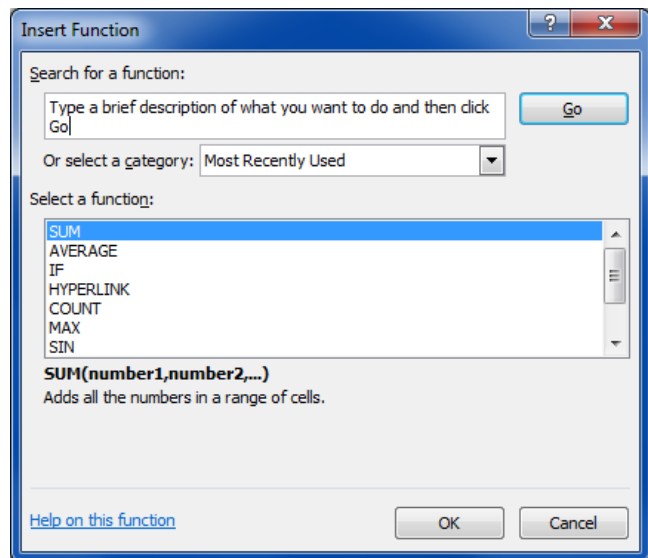 Insert Function
Search for a function:
Type a brief description of what you want to do and then click
Go
Go
Or select a category: Most Recently Used
Select a function:
SUM
AVERAGE
IF
HYPERLINK
COUNT
MAX
SIN
SUM(number1,number2,...)
Adds all the numbers in a range of cells.
Help on this function
OK
Cancel